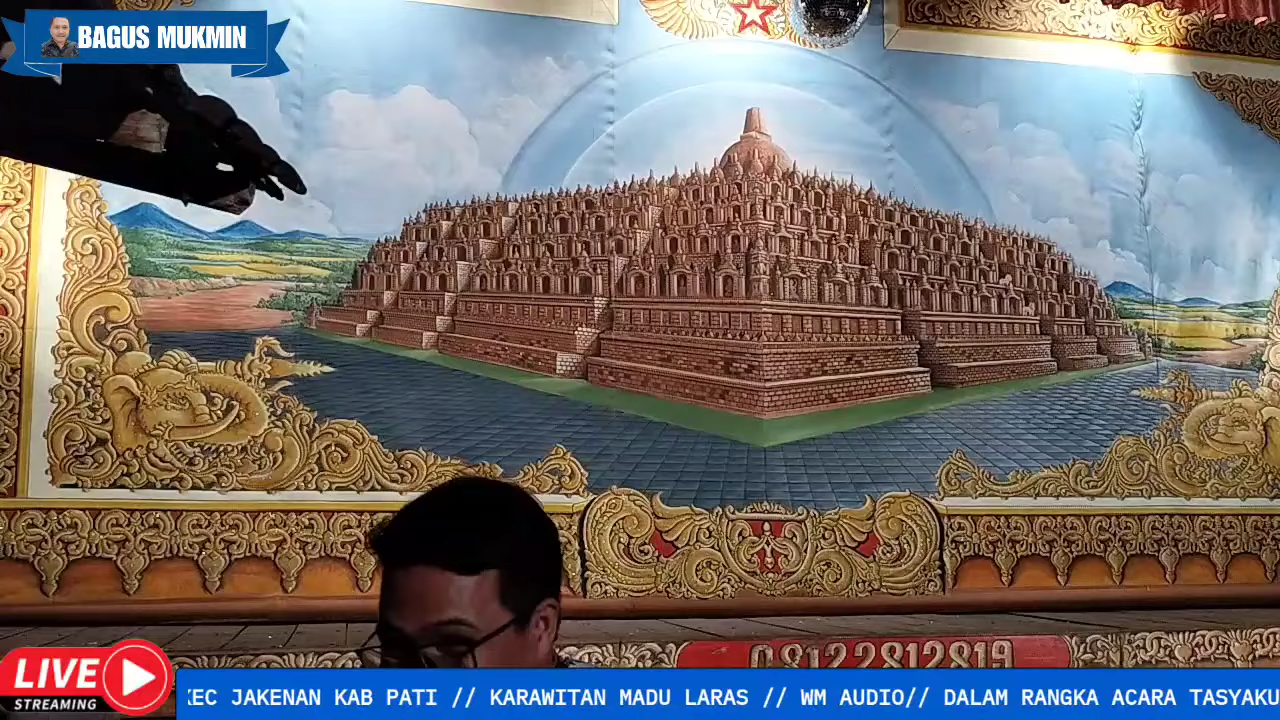 BAGUS MUKMIN
08122812819
LIVE
STREAMING
KEC JAKENAN KAB PATI // KARAWITAN MADU LARAS // WM AUDIO// DALAM RANGKA ACARA TASYAKU